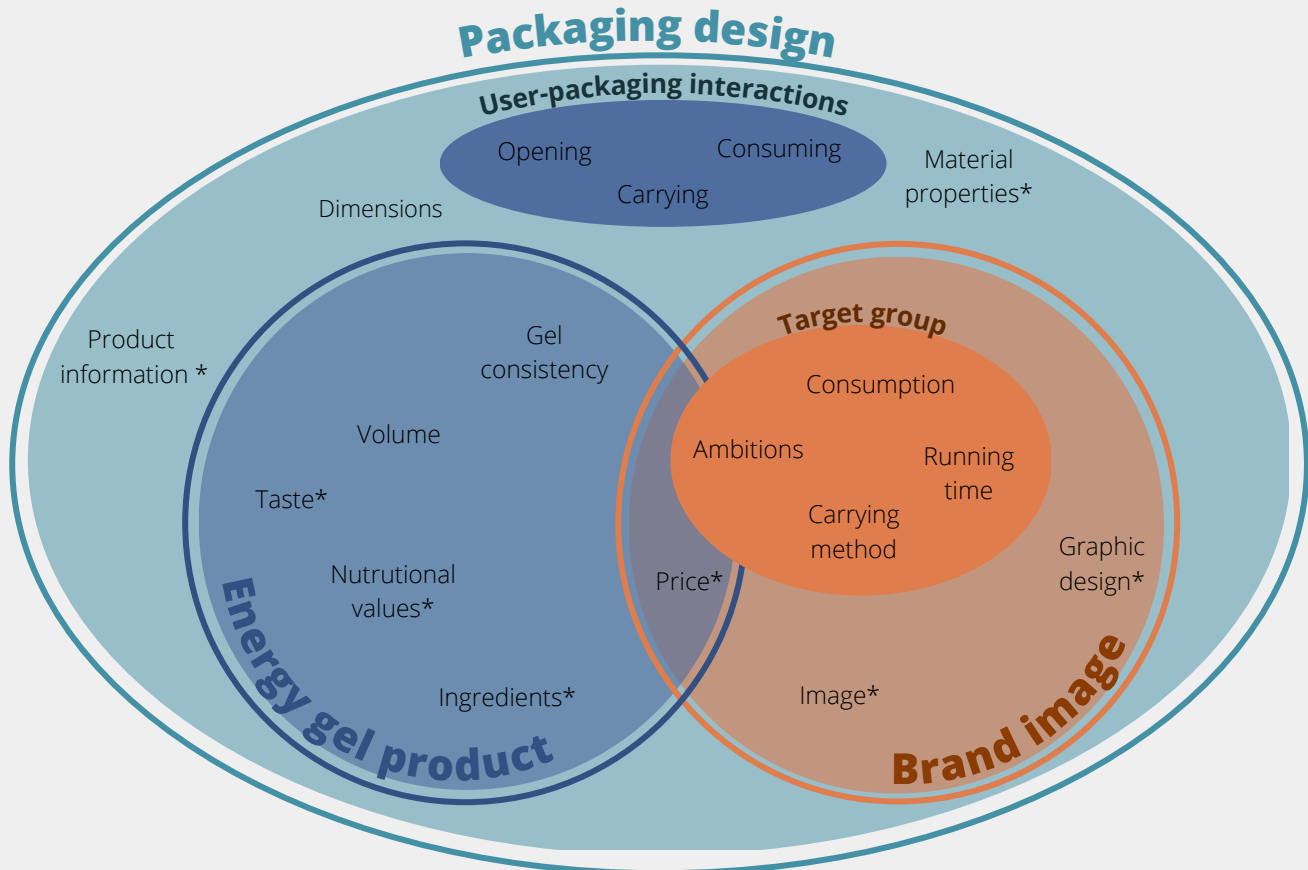 Packaging design
User-packaging interactions
Opening
Consuming
Carrying
Material
properties*
Dimensions
Product
information *
Gel
consistency
Volume
Taste*
Nutrutional
values*
Ingredients*
Energy gel product
Price*
Target group
Consumption
Ambitions
Running
time
Carrying
method
Graphic
design*
Image*
Brand image